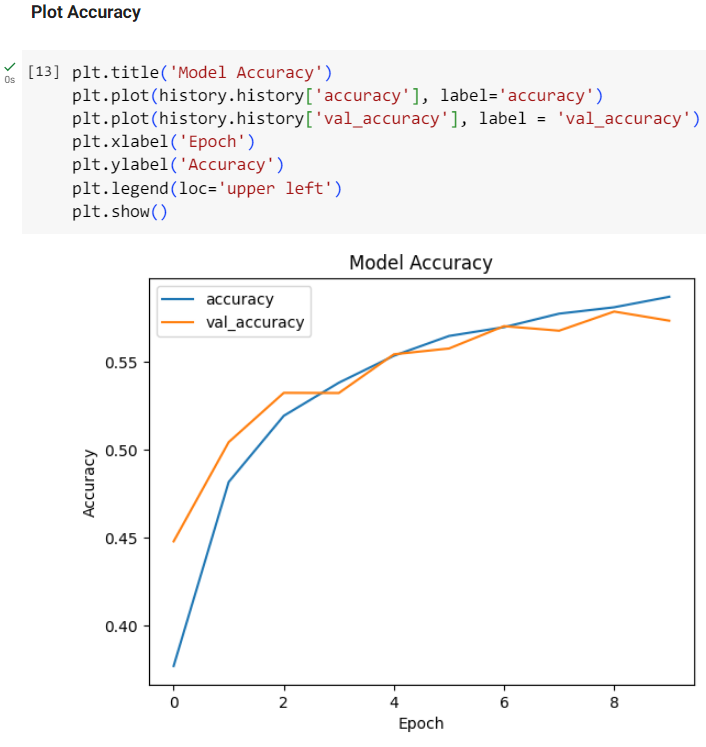 Plot Accuracy
0s
[13] plt.title('Model Accuracy')
plt.plot(history.history['accuracy'], label='accuracy')
plt.plot(history.history['val_accuracy'], label = 'val_accuracy')
plt.xlabel('Epoch')
plt.ylabel('Accuracy')
plt.legend(loc='upper left')
plt.show()
Model Accuracy
accuracy
val_accuracy
0.55
0.50
0.45
0.40
Accuracy
0 2 4 6 8
Epoch